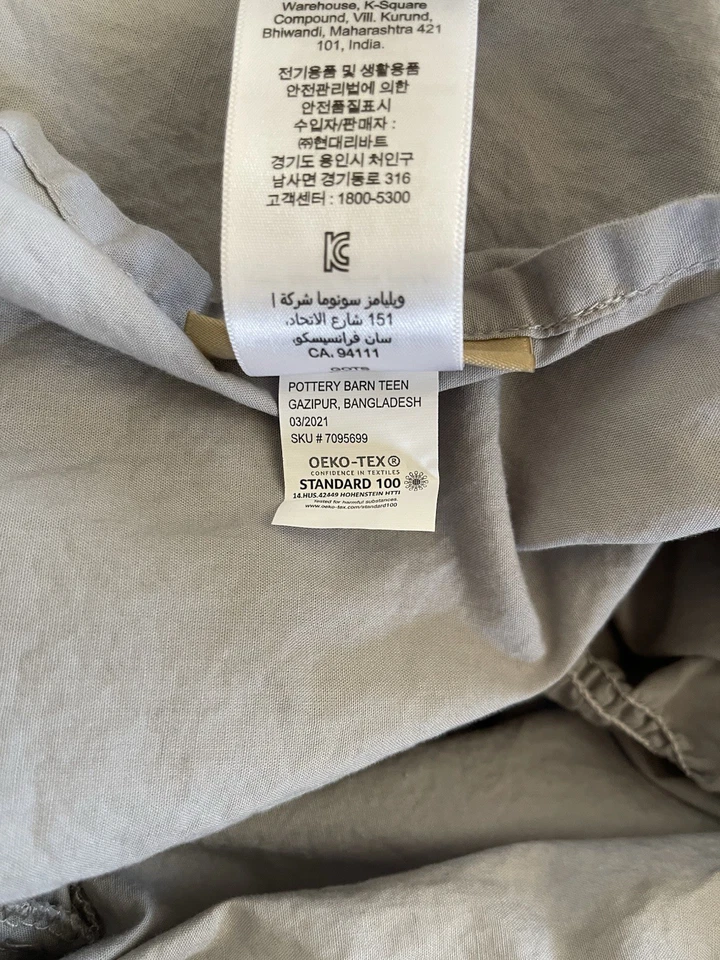 Warehouse, K-Square
Compound, Vill. Kurund,
Bhiwandi, Maharashtra 421
101, India.
전기용품 및 생활용품
안전관리법에 의한
안전품질표시
수입자/판매자 :
㈜현대리바트
경기도 용인시 처인구
남사면 경기동로 316
고객센터 : 1800-5300
KC
ويليامز سونوما شركة |
151 شارع الاتحاد،
سان فرانسيسكو،
CA، 94111
POTTERY BARN TEEN
GAZIPUR, BANGLADESH
03/2021
SKU # 7095699
OEKO-TEX®
CONFIDENCE IN TEXTILES
STANDARD 100
14.HUS.42449 HOHENSTEIN HTTI
Tested for harmful substances.
www.oeko-tex.com/standard100